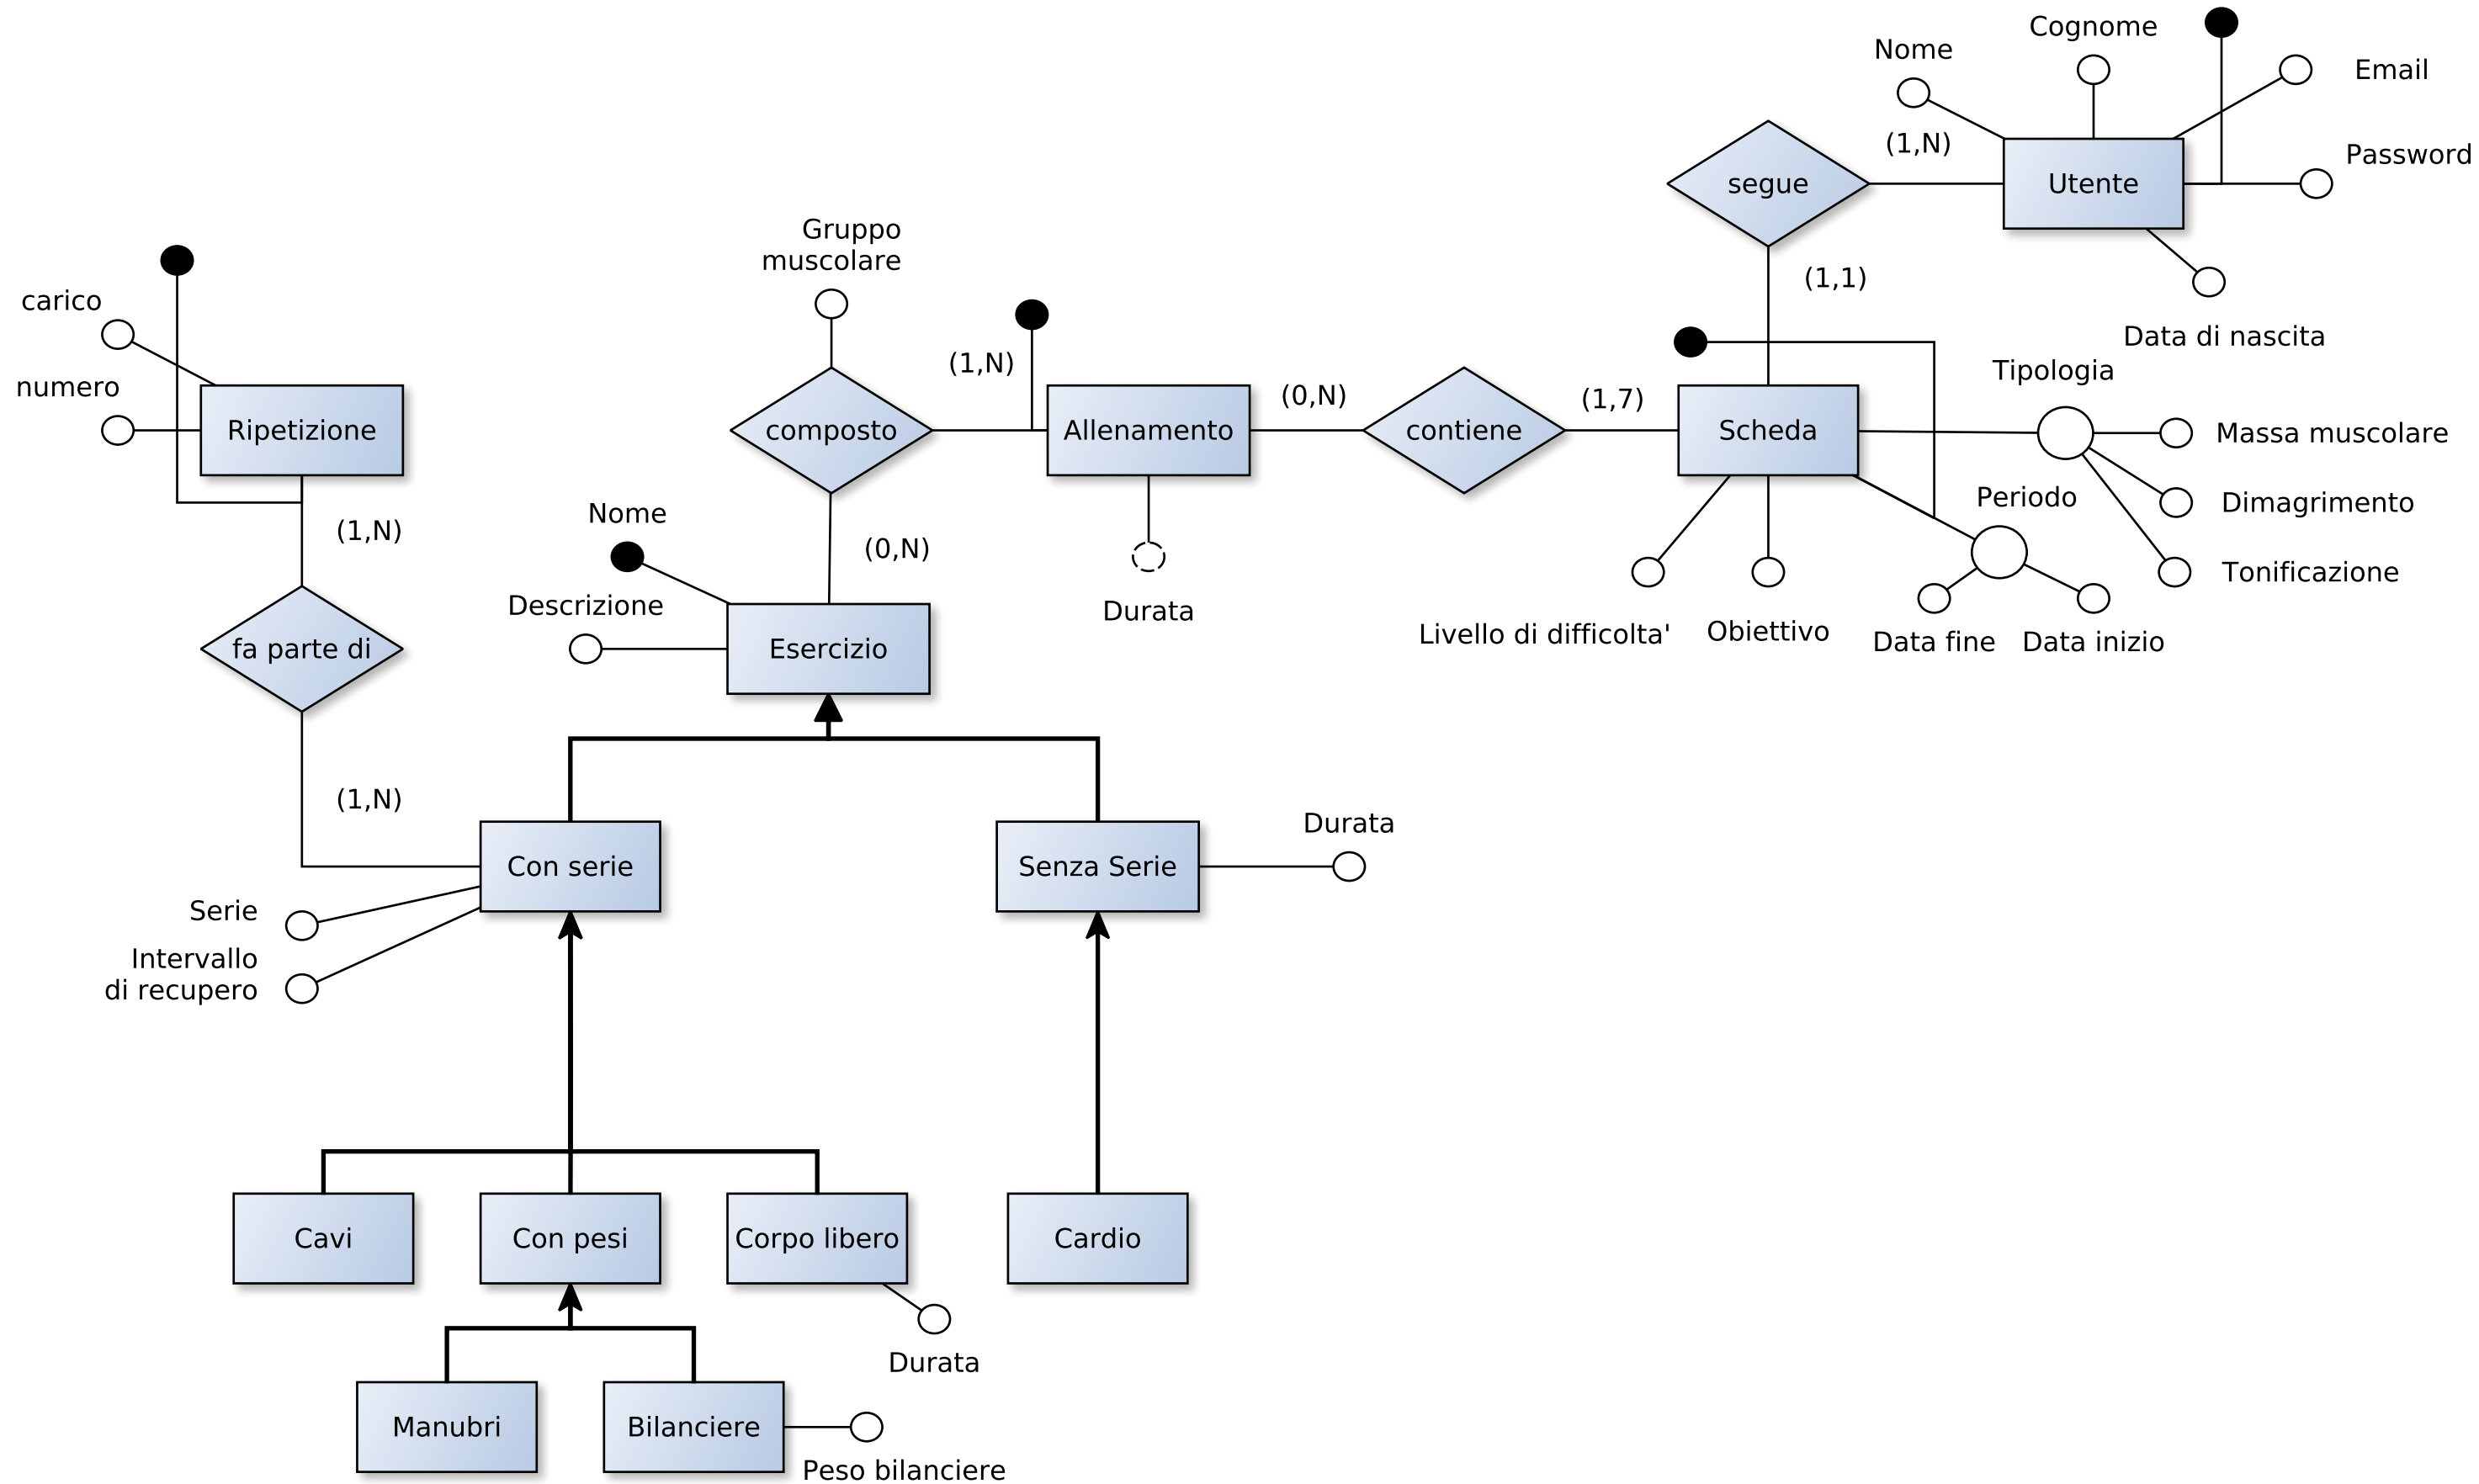 Cognome
Nome
Email
(1,N)
Password
segue
Utente
Gruppo
muscolare
(1,1)
carico
Data di nascita
(1,N)
Tipologia
numero
(0,N)
(1,7)
Ripetizione
composto
Allenamento
contiene
Scheda
Massa muscolare
Periodo
Dimagrimento
Nome
(1,N)
(0,N)
Tonificazione
Descrizione
Durata
Livello di difficolta'
Obiettivo
Data fine
Data inizio
fa parte di
Esercizio
(1,N)
Durata
Con serie
Senza Serie
Serie
Intervallo
di recupero
Cavi
Con pesi
Corpo libero
Cardio
Durata
Manubri
Bilanciere
Peso bilanciere